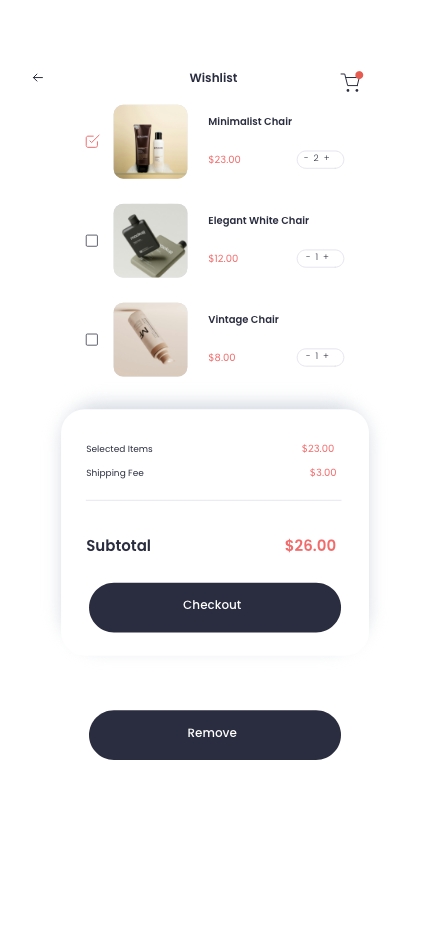 Wishlist
Minimalist Chair
$23.00
- 2 +
Elegant White Chair
$12.00
- 1 +
Vintage Chair
$8.00
- 1 +
Selected Items $23.00
Shipping Fee $3.00
Subtotal $26.00
Checkout
Remove